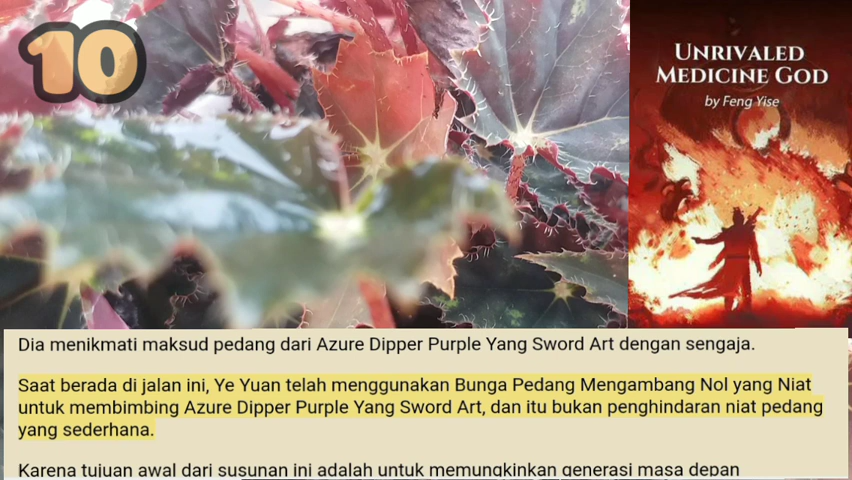 10
UNRIVALED
MEDICINE GOD
by Feng Yise
Dia menikmati maksud pedang dari Azure Dipper Purple Yang Sword Art dengan sengaja.
Saat berada di jalan ini, Ye Yuan telah menggunakan Bunga Pedang Mengambang Nol yang Niat
untuk membimbing Azure Dipper Purple Yang Sword Art, dan itu bukan penghindaran niat pedang
yang sederhana.
Karena tujuan awal dari susunan ini adalah untuk memungkinkan generasi masa depan